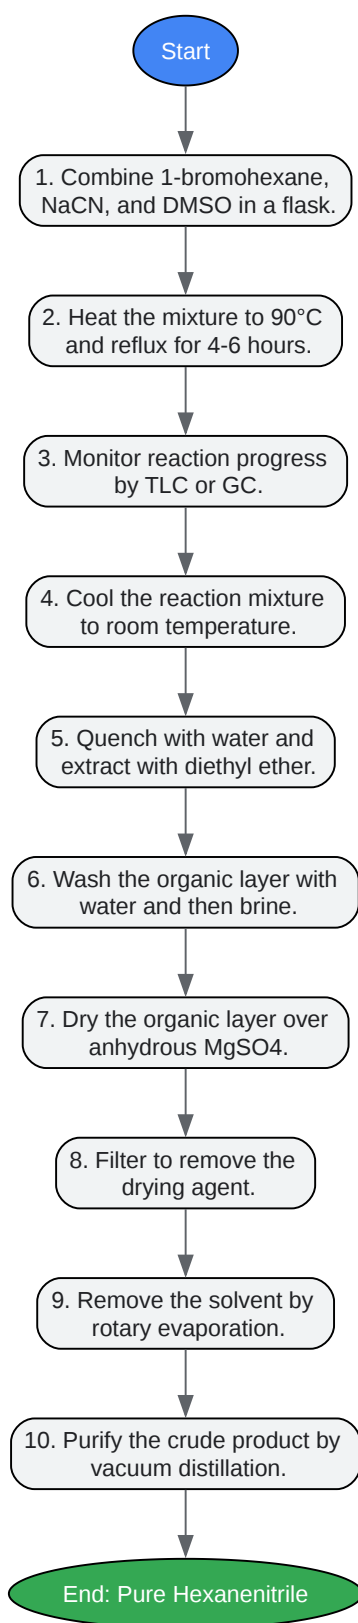 Start
1. Combine 1-bromohexane,
NaCN, and DMSO in a flask.
2. Heat the mixture to 90°C
and reflux for 4-6 hours.
3. Monitor reaction progress
by TLC or GC.
4. Cool the reaction mixture
to room temperature.
5. Quench with water and
extract with diethyl ether.
6. Wash the organic layer with
water and then brine.
7. Dry the organic layer over
anhydrous MgSO4.
8. Filter to remove the
drying agent.
9. Remove the solvent by
rotary evaporation.
10. Purify the crude product by
vacuum distillation.
End: Pure Hexanenitrile